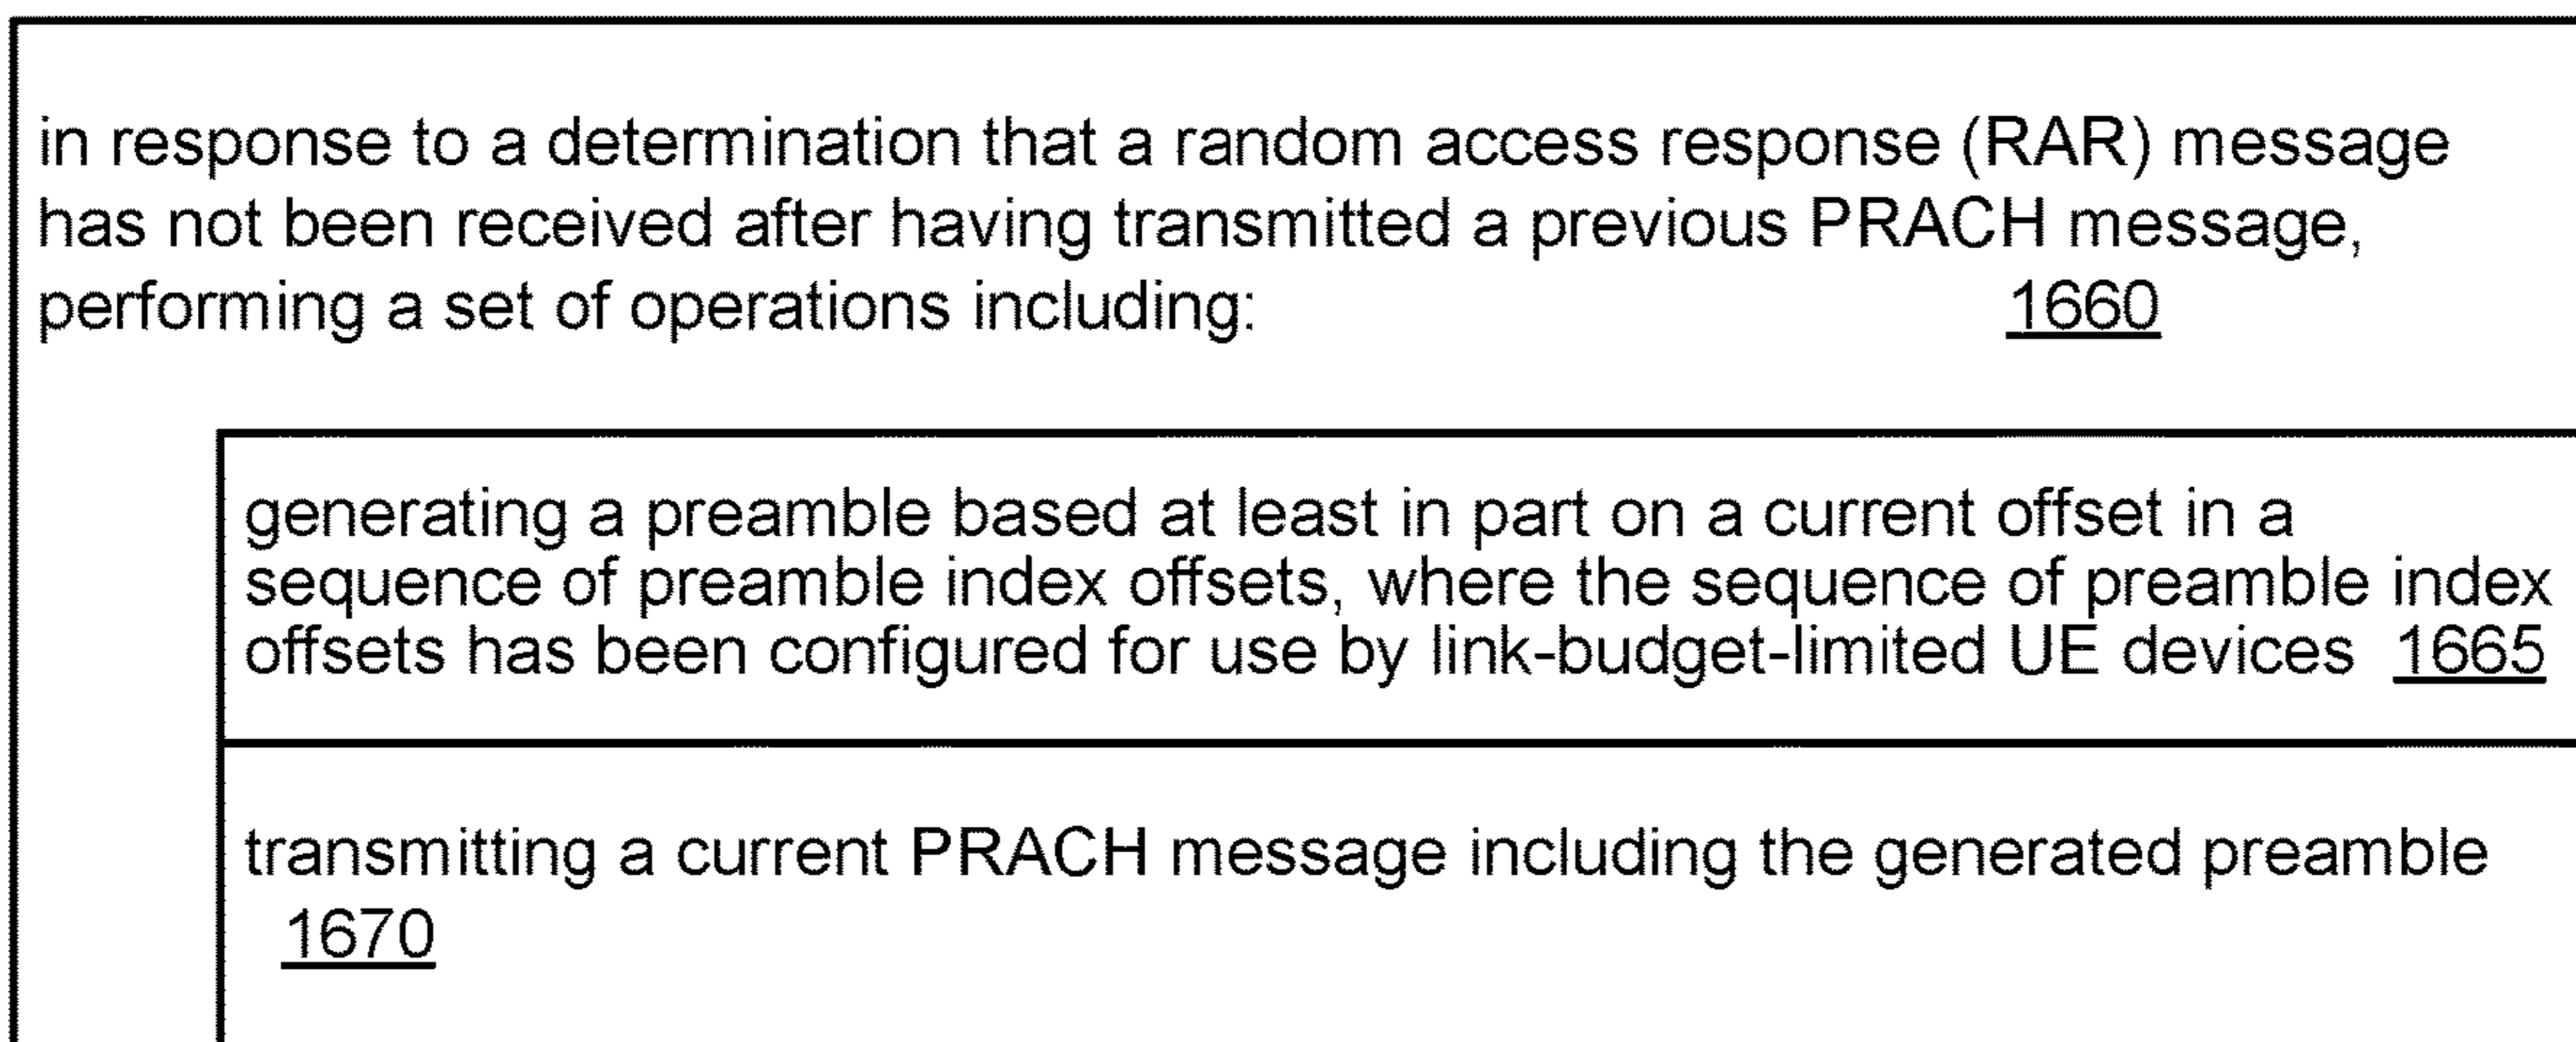 in response to a determination that a random access response (RAR) message
has not been received after having transmitted a previous PRACH message,
performing a set of operations including: 1660
generating a preamble based at least in part on a current offset in a
sequence of preamble index offsets, where the sequence of preamble index
offsets has been configured for use by link-budget-limited UE devices 1665
transmitting a current PRACH message including the generated preamble
1670